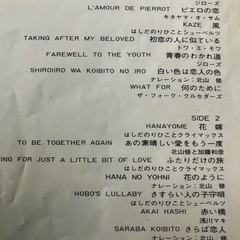 ジローズ
L'AMOUR DE PIERROT ピエロの恋
キタヤマ・オ・サム
KAZE 風
はしだのりひことシューベルツ
TAKING AFTER MY BELOVED 初恋の人に似ている
トワ・エ・モワ
FAREWELL TO THE YOUTH 青春のわかれ道
ジローズ
SHIROIIRO WA KOIBITO NO IRO 白い色は恋人の色
ナレーション:北山 修
WHAT FOR 何のために
ザ・フォーク・クルセダーズ
SIDE 2
HANAYOME 花嫁
はしだのりひことクライマックス
TO BE TOGETHER AGAIN あの素晴しい愛をもう一度
北山修と加藤和彦
ING FOR JUST A LITTLE BIT OF LOVE ふたりだけの旅
はしだのりひことクライマックス
HANA NO YOHNI 花のように
ナレーション:北山 修
HOBO'S LULLABY さすらい人の子守唄
はしだのりひことシューベルツ
AKAI HASHI 赤い橋
浅川マキ
SARABA KOIBITO さらば恋人
ナレーション:北山 修